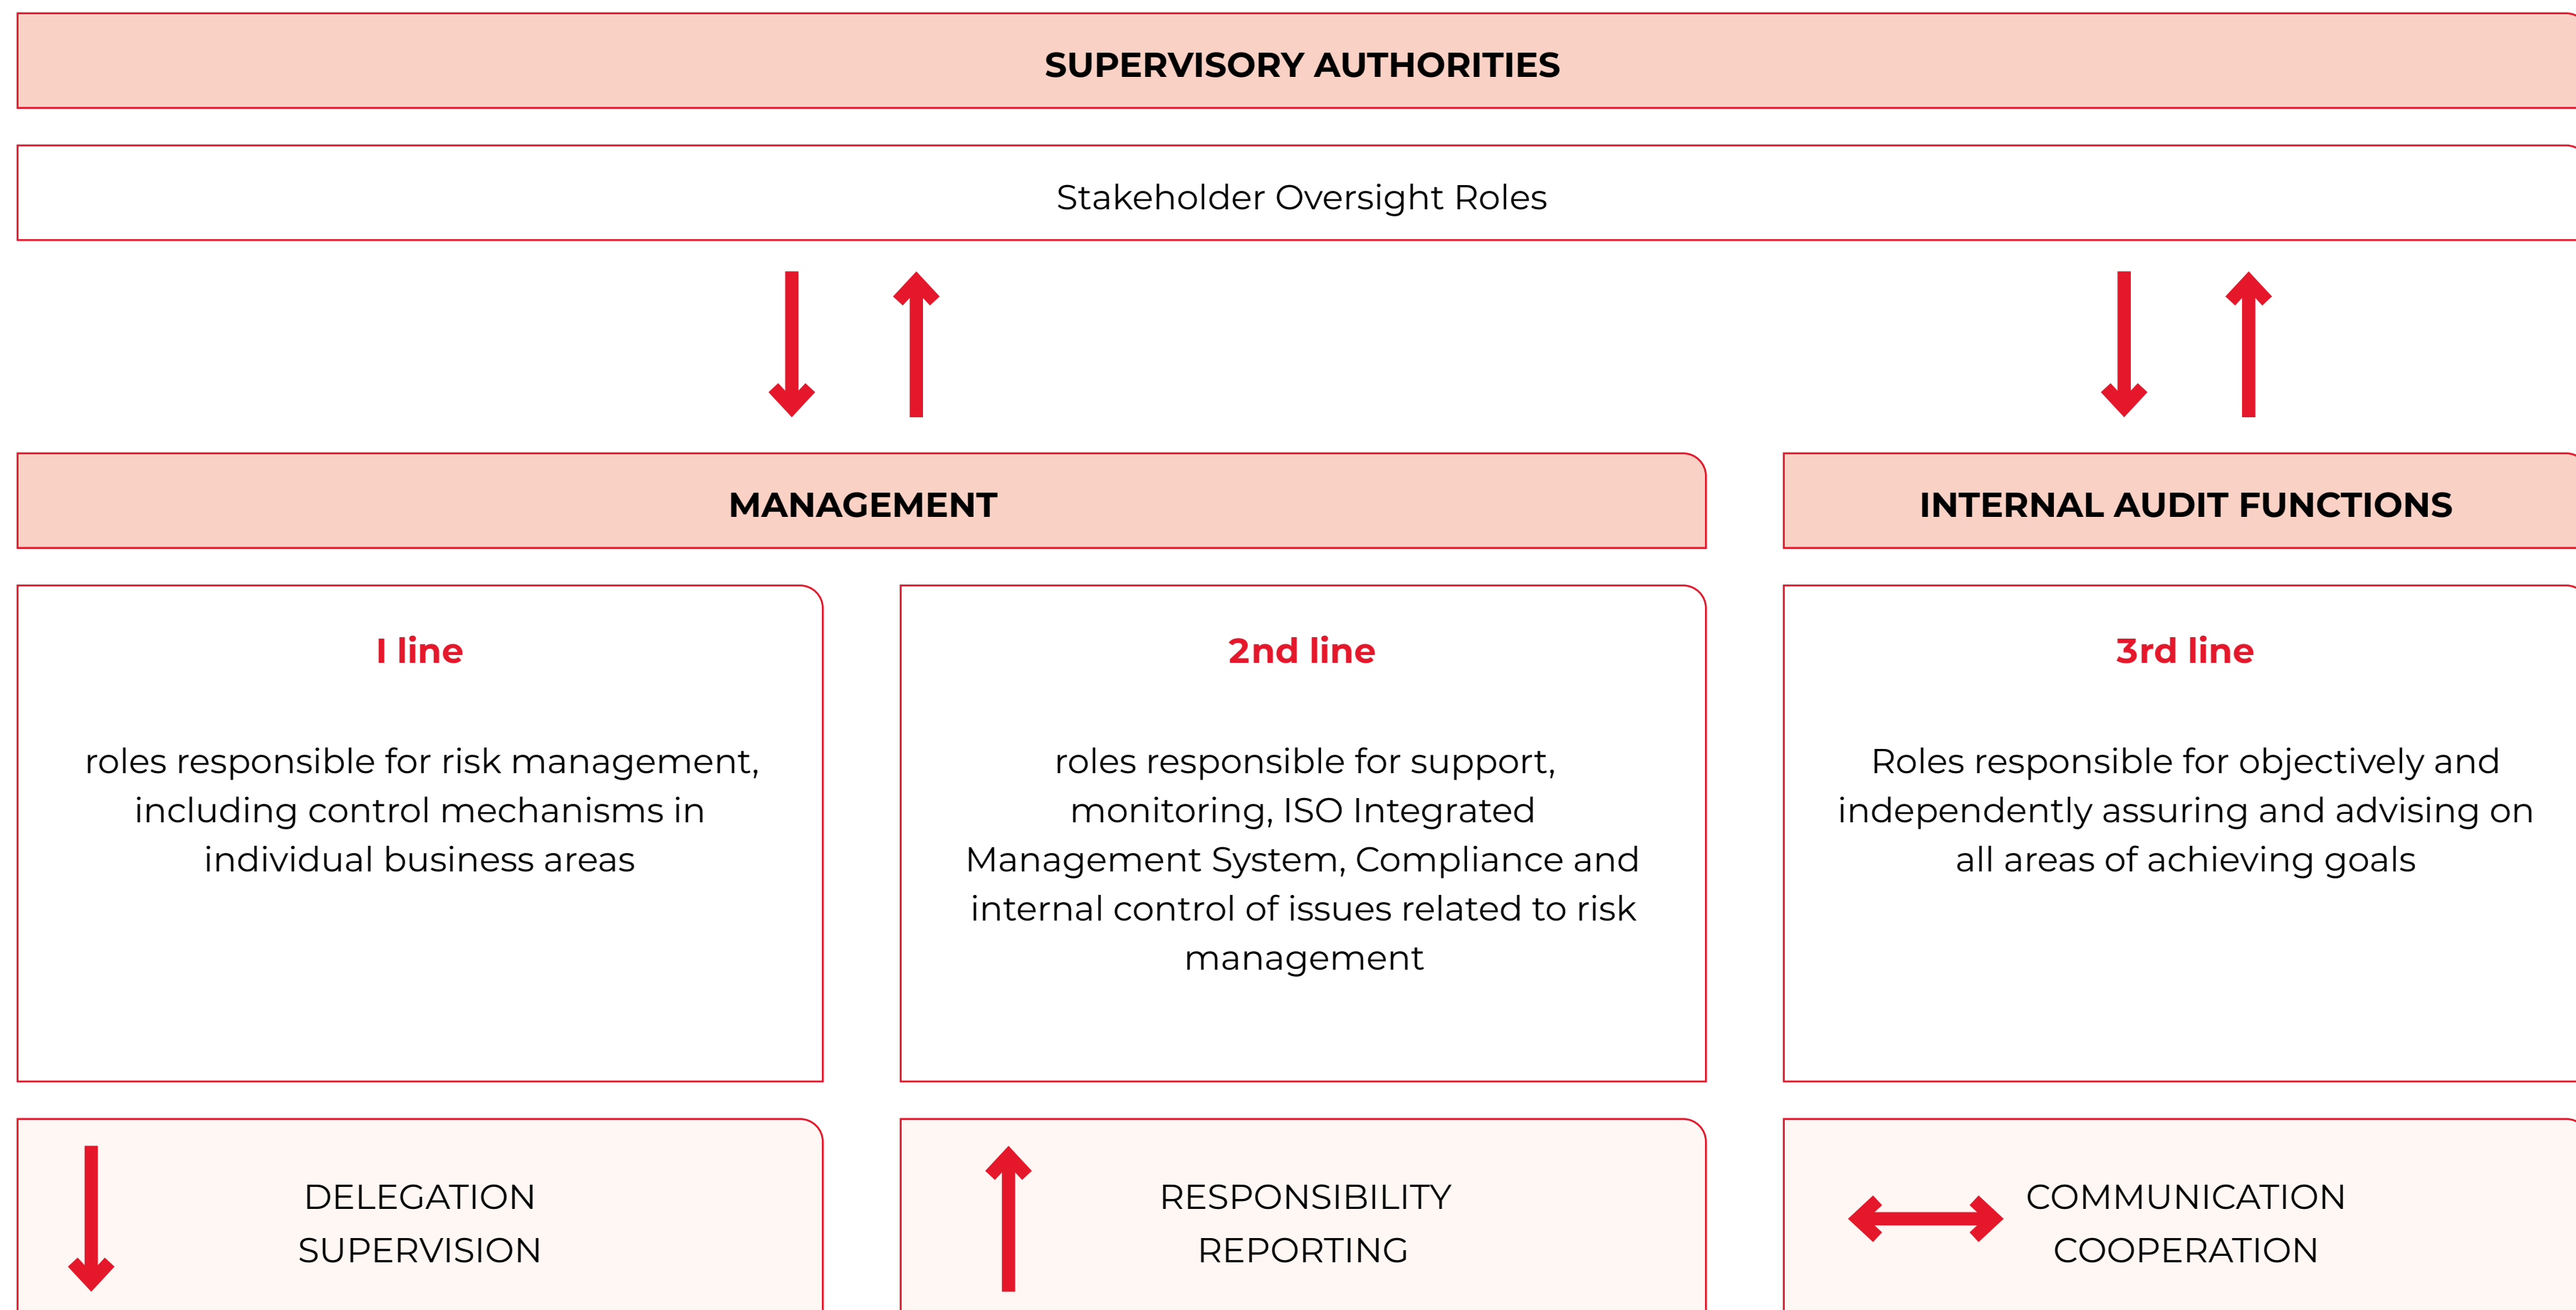 SUPERVISORY AUTHORITIES
Stakeholder Oversight Roles
MANAGEMENT
INTERNAL AUDIT FUNCTIONS
I line
roles responsible for risk management,
including control mechanisms in
individual business areas
2nd line
roles responsible for support,
monitoring, ISO Integrated
Management System, Compliance and
internal control of issues related to risk
management
3rd line
Roles responsible for objectively and
independently assuring and advising on
all areas of achieving goals
DELEGATION
SUPERVISION
RESPONSIBILITY
REPORTING
COMMUNICATION
COOPERATION